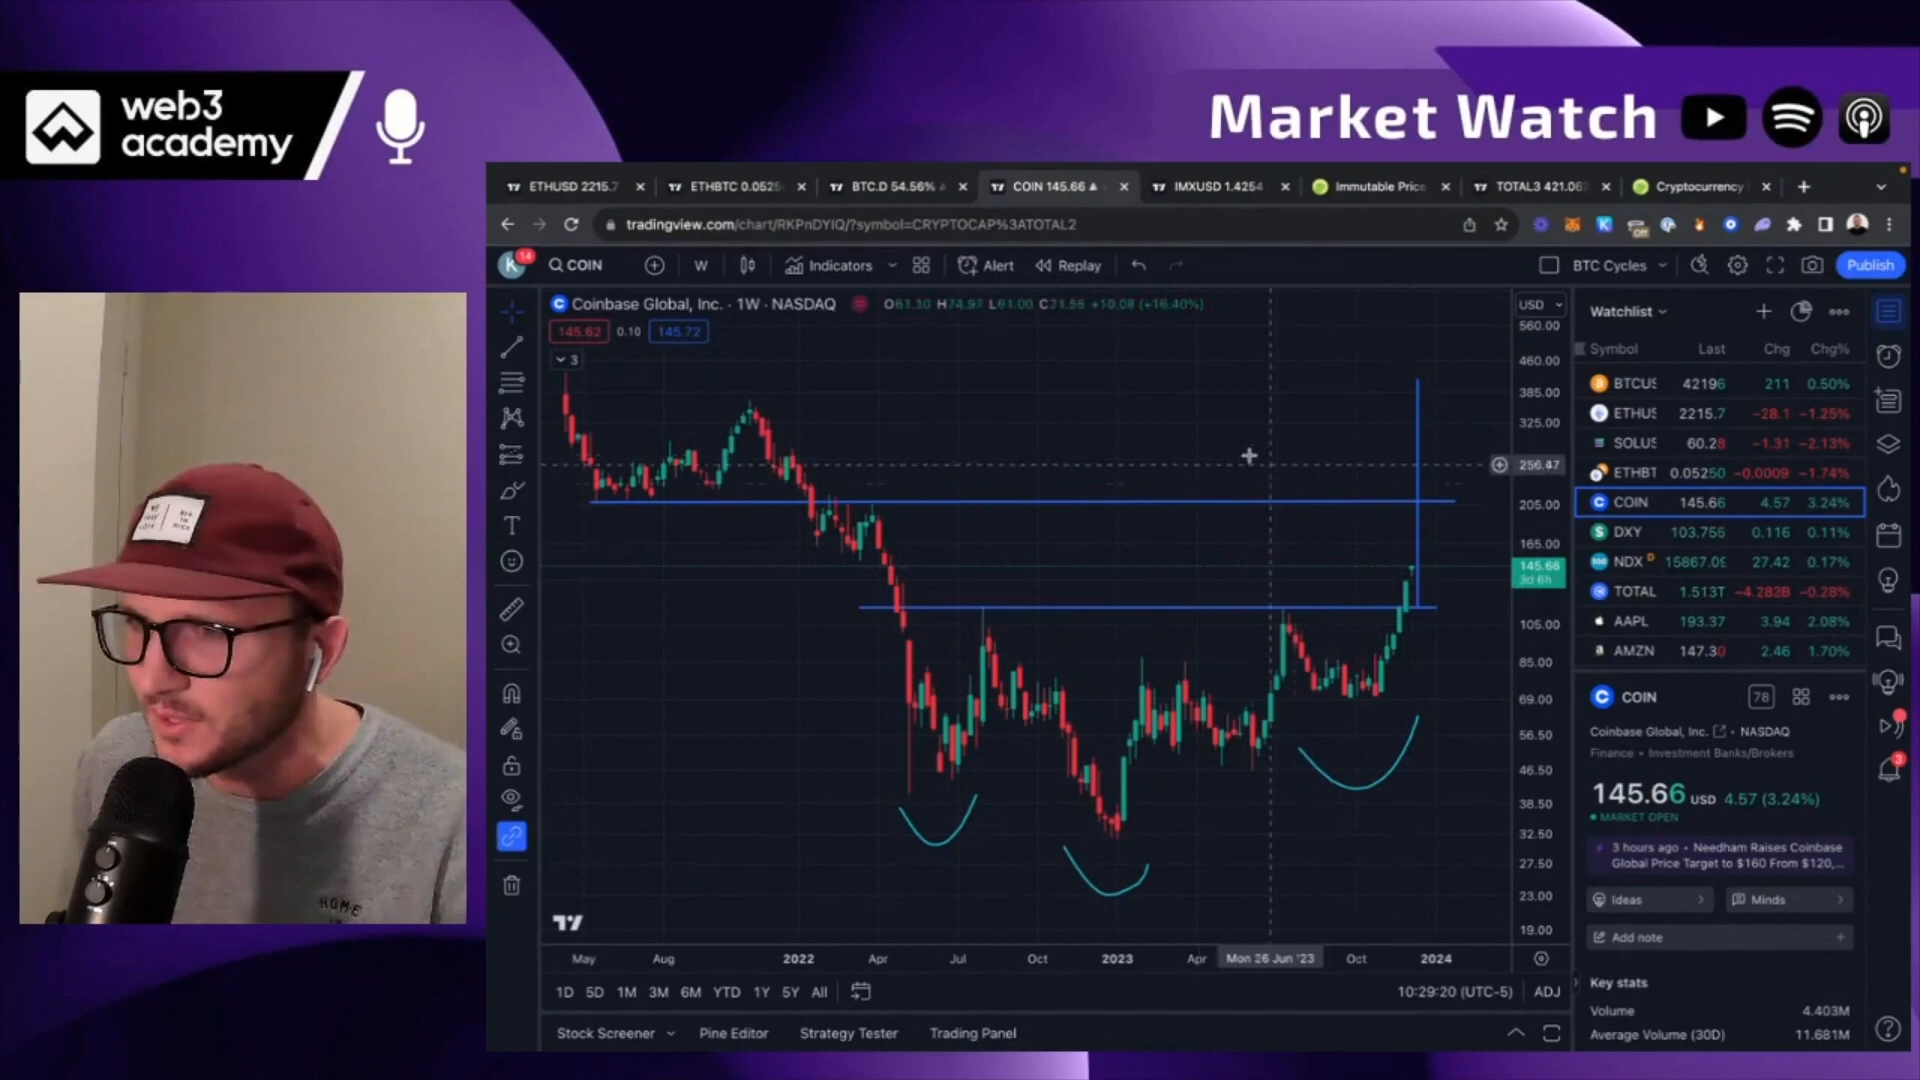 web3
academy
Market Watch
ETHUSD 2215.7
ETHBTC 0.0525
BTC.D 54.56%
COIN 145.66
IMXUSD 1.4254
Immutable Price
TOTAL3 421.06
Cryptocurrency
tradingview.com/chart/RKPnDYIQ/?symbol=CRYPTOCAP%3ATOTAL2
K 14
COIN
W
Indicators
Alert
Replay
BTC Cycles
Publish
Coinbase Global, Inc. · 1W · NASDAQ
145.62 0.10 145.72
3
USD
560.00
460.00
385.00
325.00
256.47
205.00
165.00
145.66
3d 6h
105.00
85.00
69.00
56.50
46.50
38.50
32.50
27.50
23.00
19.00
May Aug 2022 Apr Jul Oct 2023 Apr Mon 26 Jun '23 Oct 2024
1D 5D 1M 3M 6M YTD 1Y 5Y All
10:29:20 (UTC-5) ADJ
Stock Screener Pine Editor Strategy Tester Trading Panel
Watchlist
Symbol Last Chg Chg%
BTCUS 42196 211 0.50%
ETHUS 2215.7 −28.1 −1.25%
SOLUS 60.28 −1.31 −2.13%
ETHBT 0.05250 −0.0009 −1.74%
COIN 145.66 4.57 3.24%
DXY 103.755 0.116 0.11%
NDX D 15867.09 27.42 0.17%
TOTAL 1.513T −4.282B −0.28%
AAPL 193.37 3.94 2.08%
AMZN 147.30 2.46 1.70%
COIN
78
Coinbase Global, Inc. · NASDAQ
Finance · Investment Banks/Brokers
145.66 USD 4.57 (3.24%)
MARKET OPEN
3 hours ago · Needham Raises Coinbase
Global Price Target to $160 From $120,...
Ideas
Minds
Add note
Key stats
Volume 4.403M
Average Volume (30D) 11.681M
3
HOME